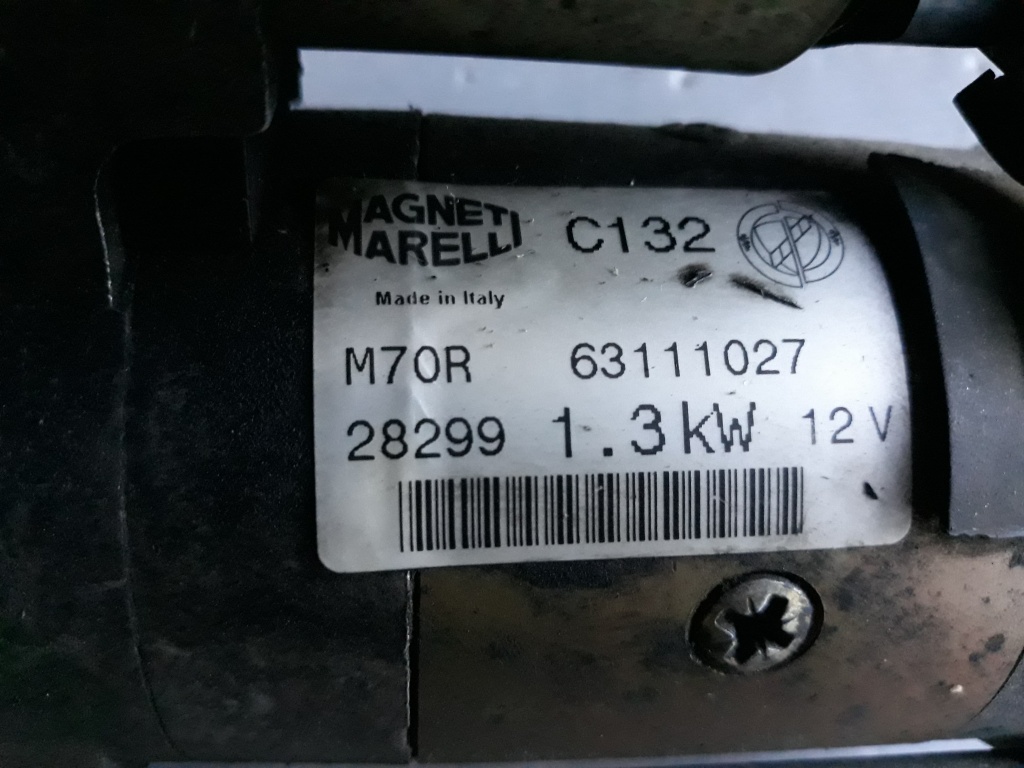 MAGNETI
MARELLI
C132
Made in Italy
M70R 63111027
28299 1.3kW 12V